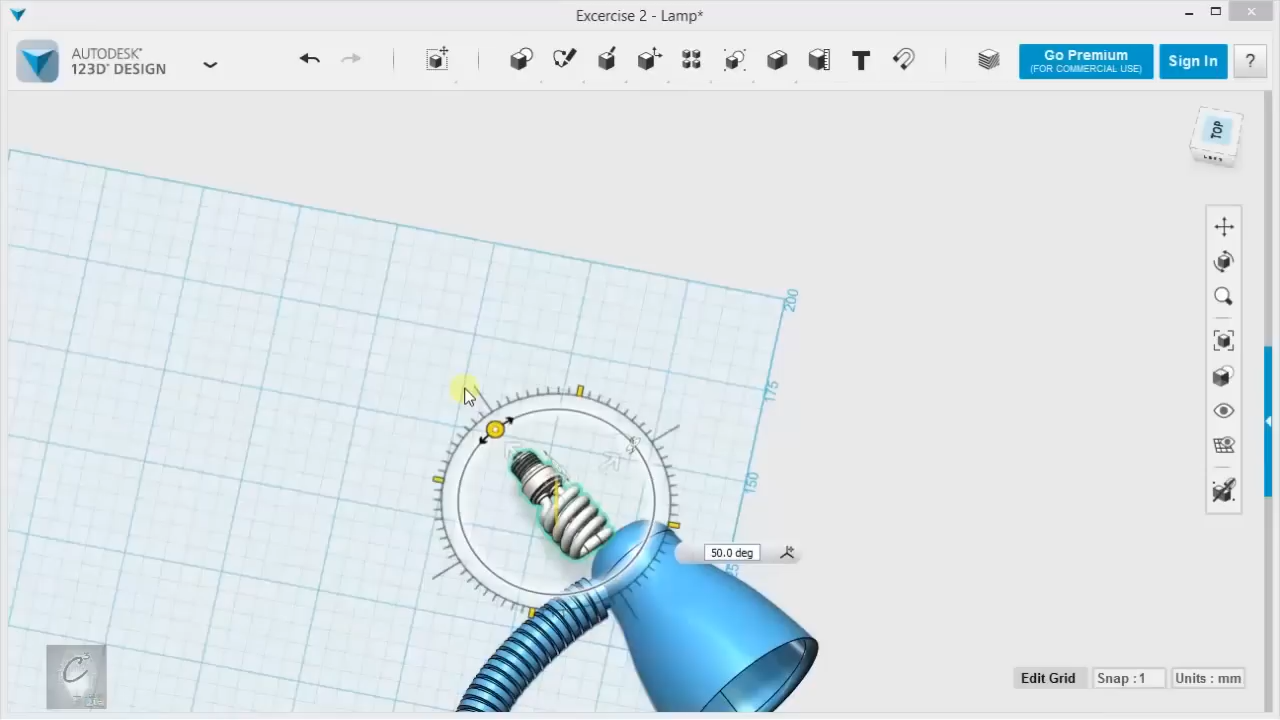 Excercise 2 - Lamp*
AUTODESK®
123D® DESIGN
T
Go Premium
(FOR COMMERCIAL USE)
Sign In
?
TOP
200
175
150
50.0 deg
Edit Grid
Snap : 1
Units : mm